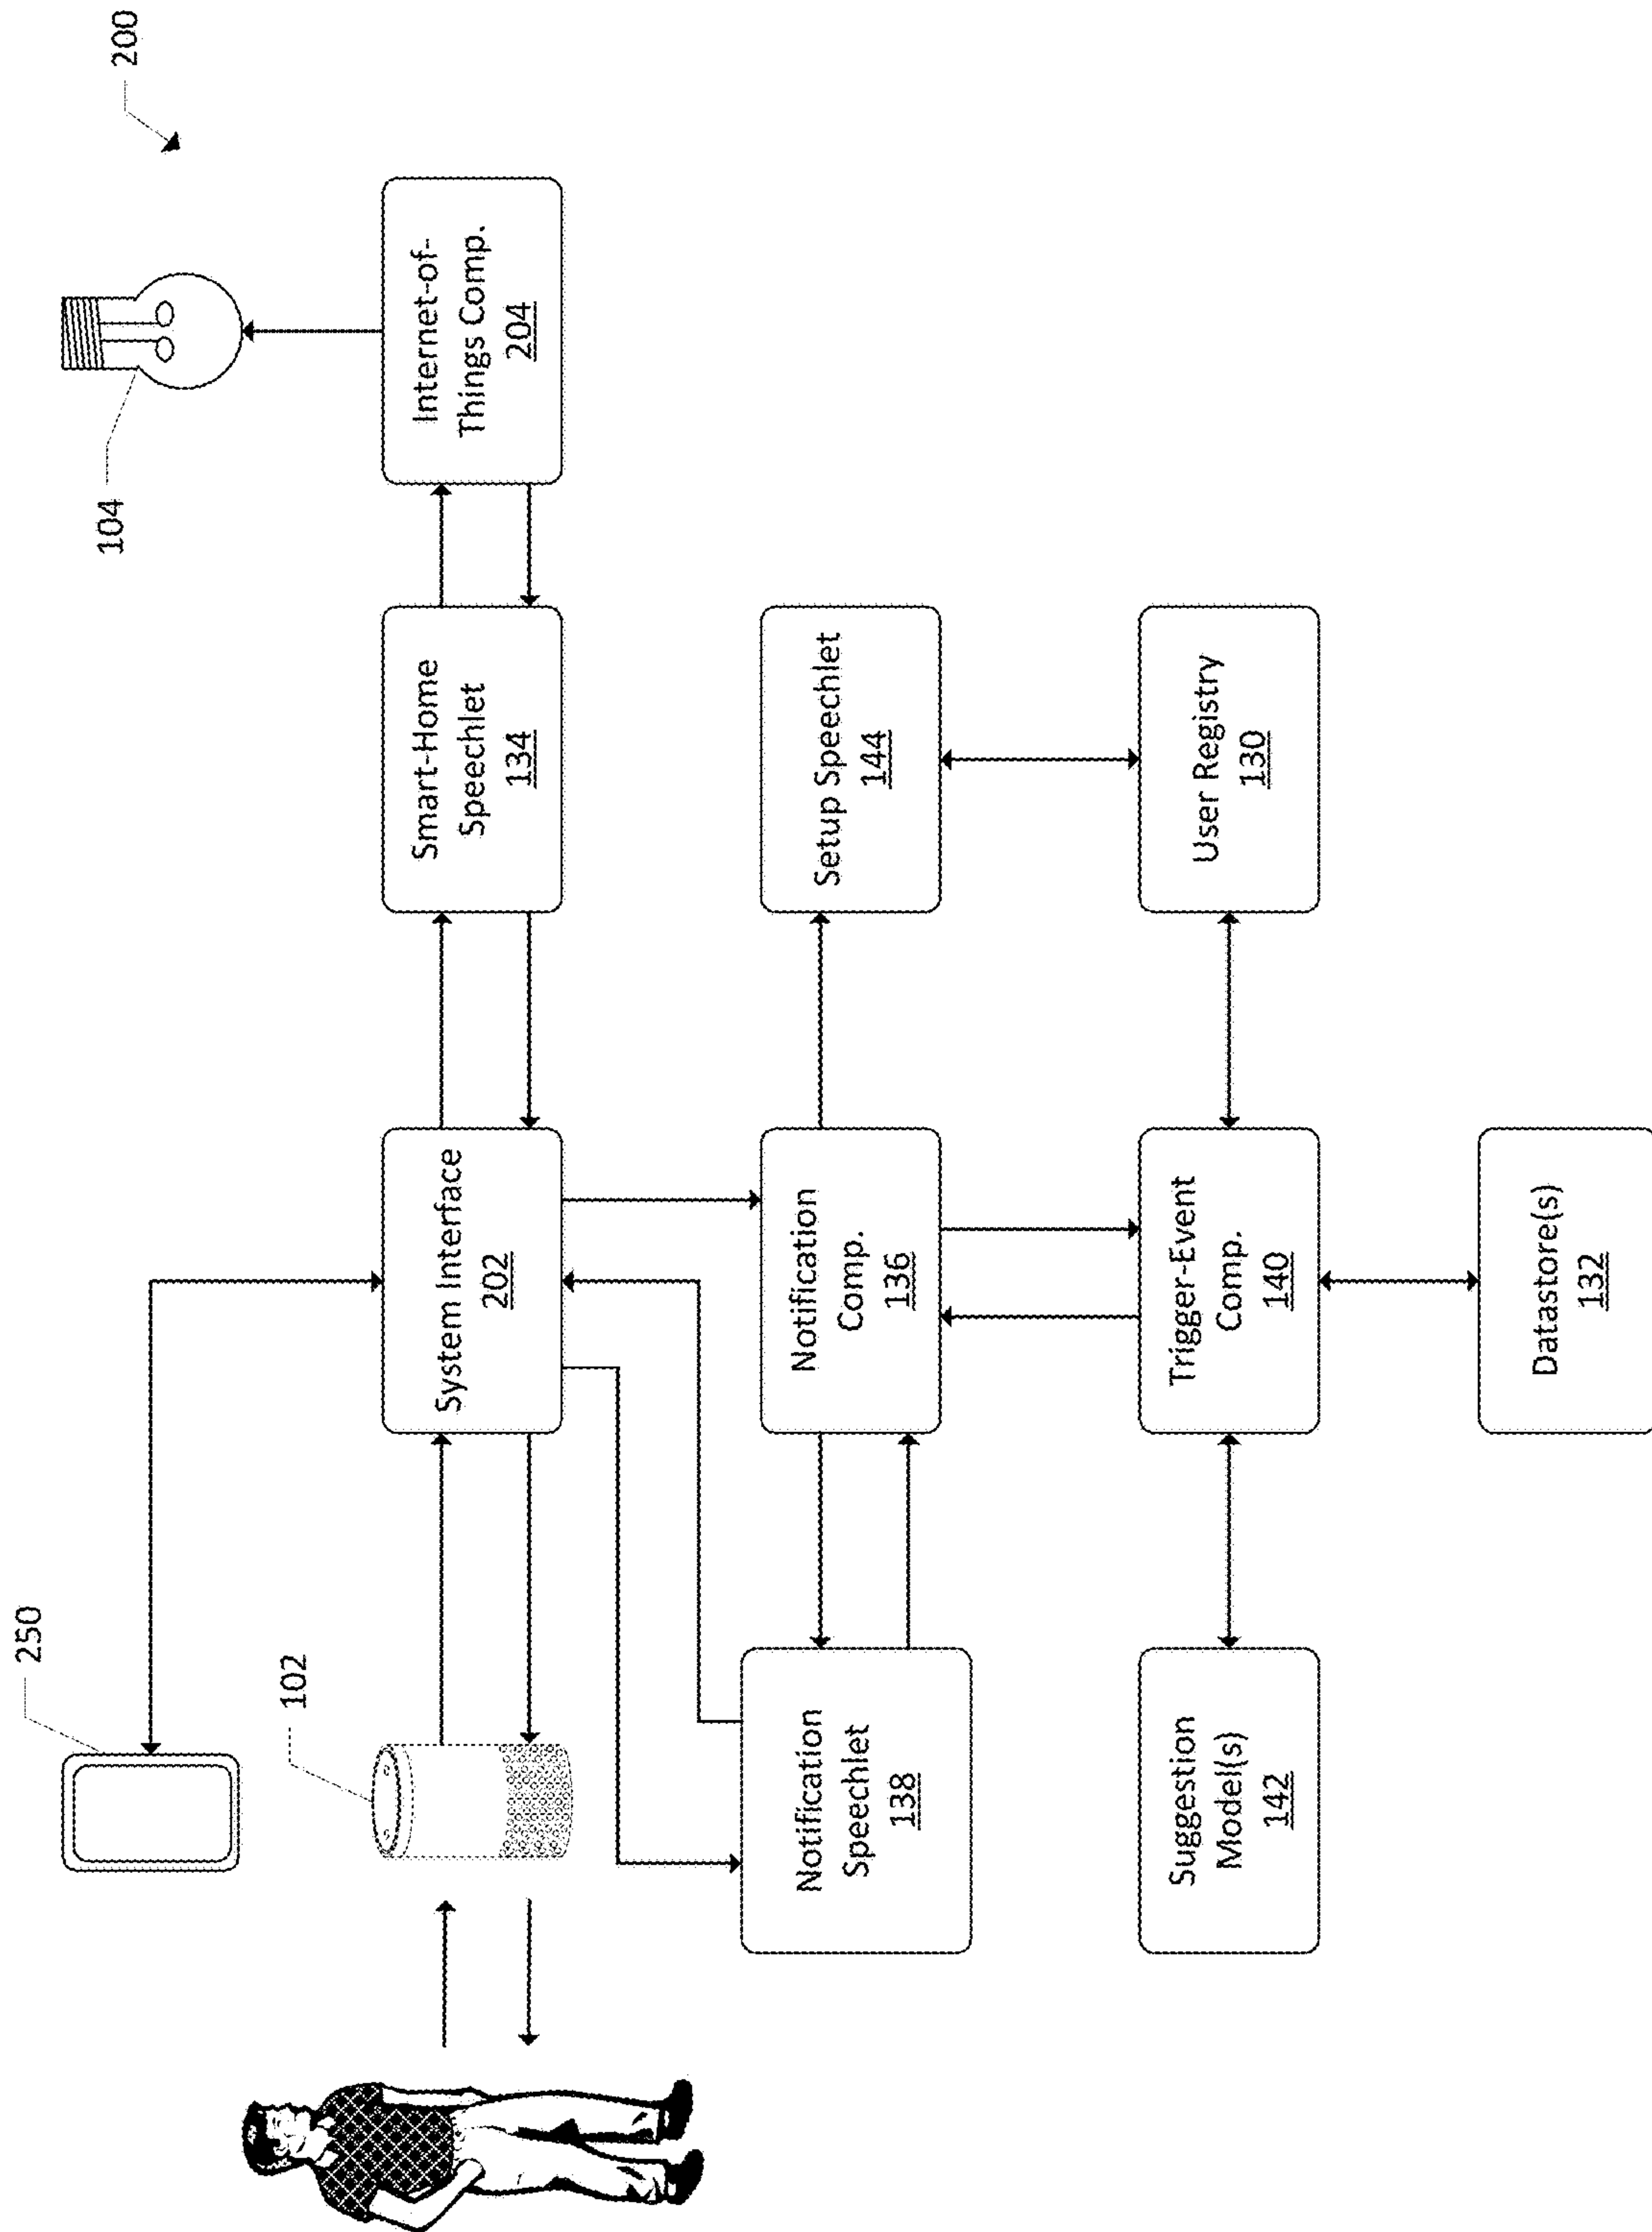 200
250
104
102
System Interface
202
Smart-Home
Speechlet
134
Internet-of-
Things Comp.
204
Notification
Speechlet
138
Notification
Comp.
136
Setup Speechlet
144
Suggestion
Model(s)
142
Trigger-Event
Comp.
140
User Registry
130
Datastore(s)
132